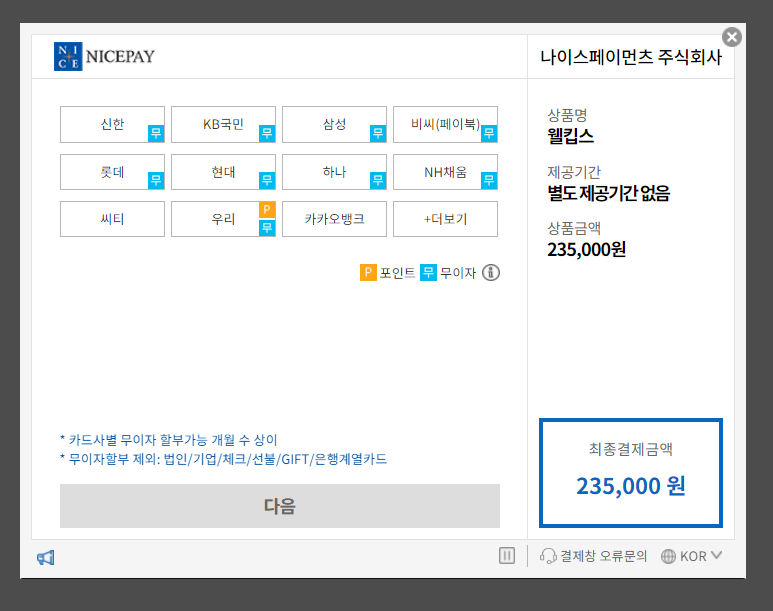 NICE NICEPAY
나이스페이먼츠 주식회사
신한 무 KB국민 무 삼성 무 비씨(페이북) 무
롯데 무 현대 무 하나 무 NH채움 무
씨티 우리 P 무 카카오뱅크 +더보기
P 포인트 무 무이자
* 카드사별 무이자 할부가능 개월 수 상이
* 무이자할부 제외: 법인/기업/체크/선불/GIFT/은행계열카드
다음
상품명
웰킵스
제공기간
별도 제공기간 없음
상품금액
235,000원
최종결제금액
235,000 원
결제창 오류문의 KOR